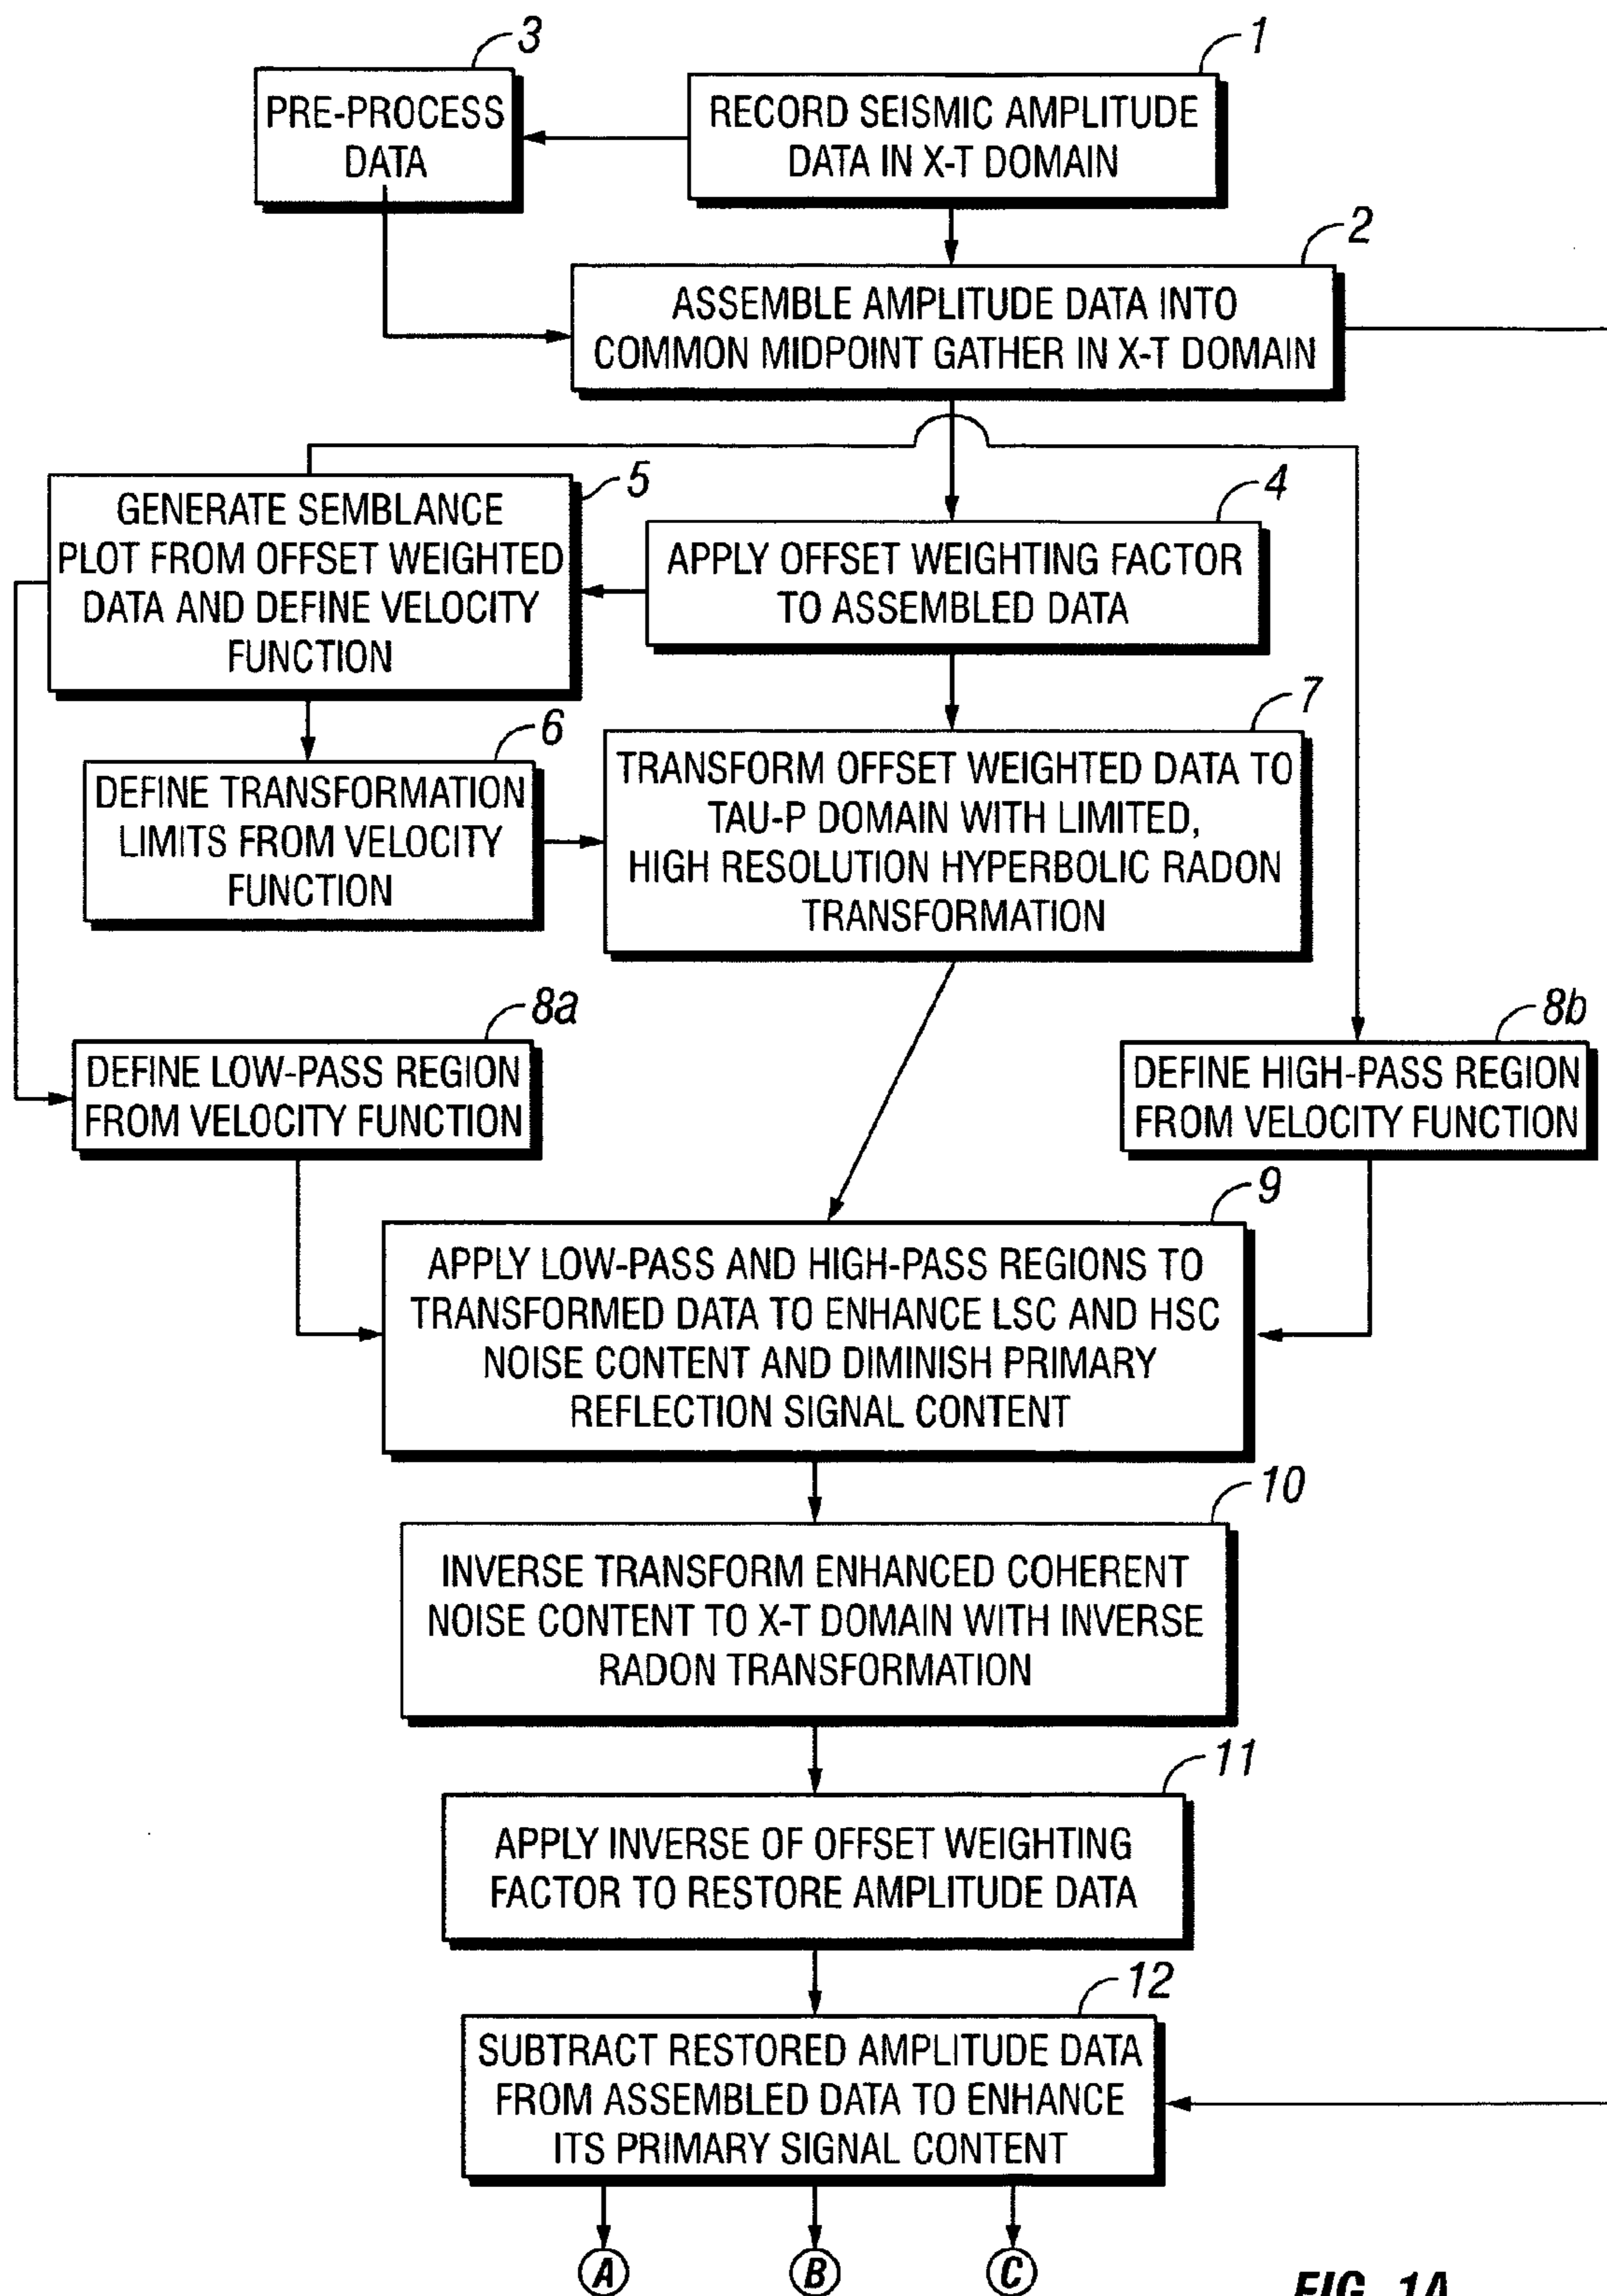 3
1
PRE-PROCESS
DATA
RECORD SEISMIC AMPLITUDE
DATA IN X-T DOMAIN
2
ASSEMBLE AMPLITUDE DATA INTO
COMMON MIDPOINT GATHER IN X-T DOMAIN
5
4
GENERATE SEMBLANCE
PLOT FROM OFFSET WEIGHTED
DATA AND DEFINE VELOCITY
FUNCTION
APPLY OFFSET WEIGHTING FACTOR
TO ASSEMBLED DATA
6
7
DEFINE TRANSFORMATION
LIMITS FROM VELOCITY
FUNCTION
TRANSFORM OFFSET WEIGHTED DATA TO
TAU-P DOMAIN WITH LIMITED,
HIGH RESOLUTION HYPERBOLIC RADON
TRANSFORMATION
8a
8b
DEFINE LOW-PASS REGION
FROM VELOCITY FUNCTION
DEFINE HIGH-PASS REGION
FROM VELOCITY FUNCTION
9
APPLY LOW-PASS AND HIGH-PASS REGIONS TO
TRANSFORMED DATA TO ENHANCE LSC AND HSC
NOISE CONTENT AND DIMINISH PRIMARY
REFLECTION SIGNAL CONTENT
10
INVERSE TRANSFORM ENHANCED COHERENT
NOISE CONTENT TO X-T DOMAIN WITH INVERSE
RADON TRANSFORMATION
11
APPLY INVERSE OF OFFSET WEIGHTING
FACTOR TO RESTORE AMPLITUDE DATA
12
SUBTRACT RESTORED AMPLITUDE DATA
FROM ASSEMBLED DATA TO ENHANCE
ITS PRIMARY SIGNAL CONTENT
A
B
C
FIG. 1A